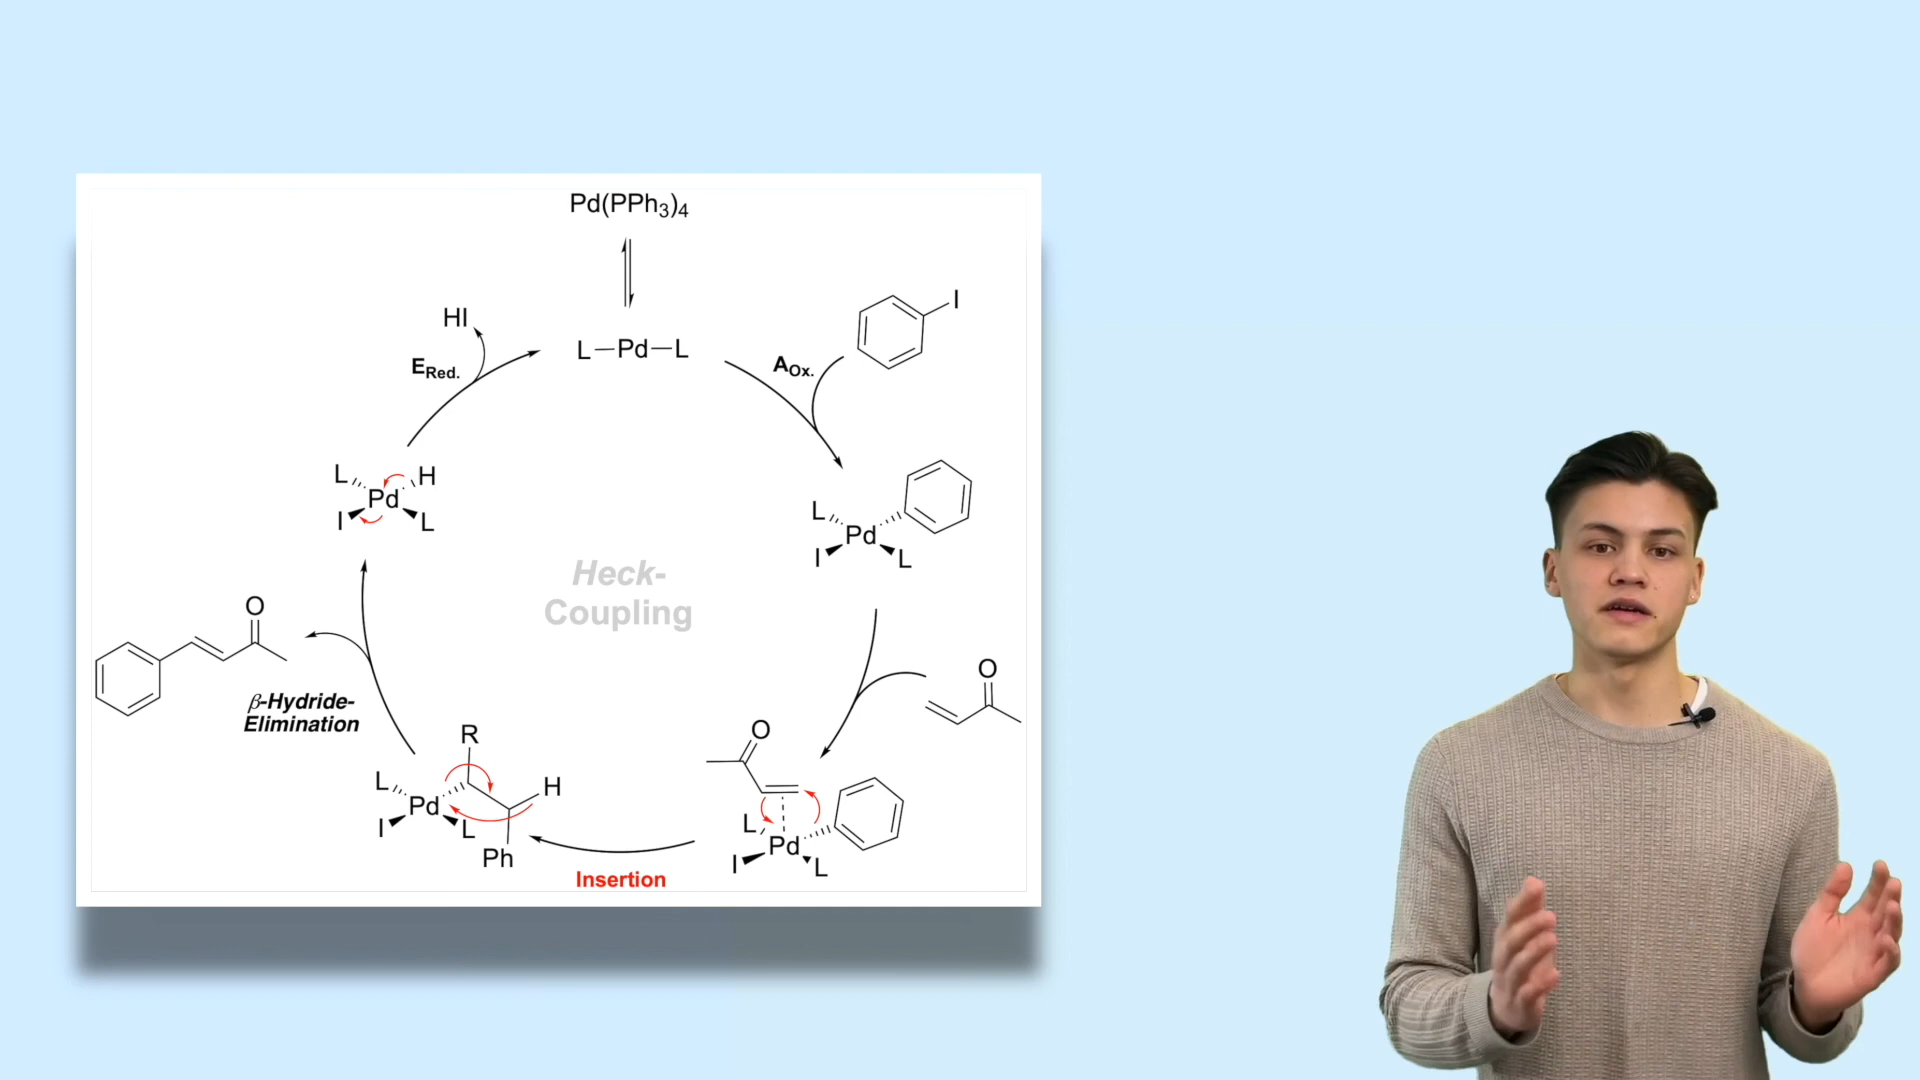 Pd(PPh3)4
I
HI
L—Pd—L
ERed.
AOx.
L
H
Pd
I
L
L
Pd
I
L
Heck-
Coupling
O
O
β-Hydride-
Elimination
R
O
L
H
Pd
I
L
Ph
L
Pd
I
L
Insertion